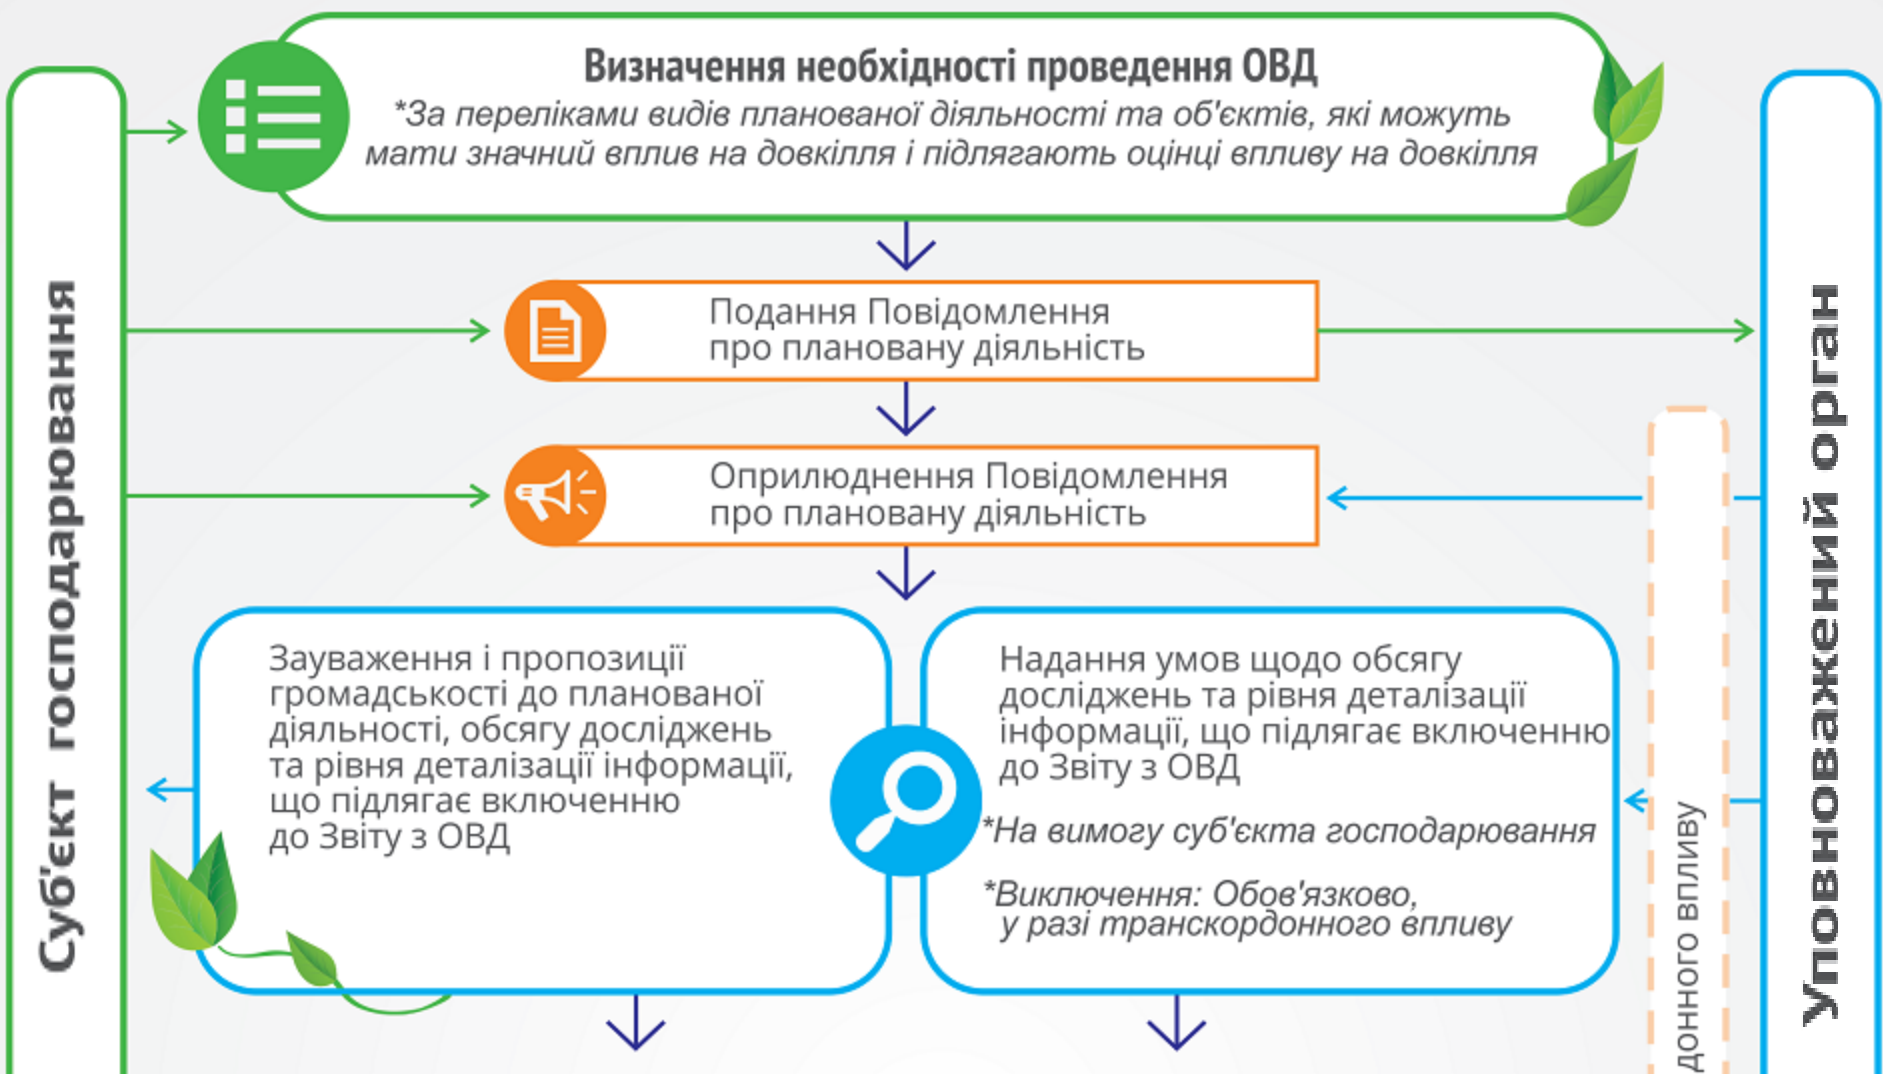 Визначення необхідності проведення ОВД
*За переліками видів планованої діяльності та об'єктів, які можуть
мати значний вплив на довкілля і підлягають оцінці впливу на довкілля
Подання Повідомлення
про плановану діяльність
Оприлюднення Повідомлення
про плановану діяльність
Зауваження і пропозиції
громадськості до планованої
діяльності, обсягу досліджень
та рівня деталізації інформації,
що підлягає включенню
до Звіту з ОВД
Надання умов щодо обсягу
досліджень та рівня деталізації
інформації, що підлягає включенню
до Звіту з ОВД
*На вимогу суб'єкта господарювання
*Виключення: Обов'язково,
у разі транскордонного впливу
Суб'єкт господарювання
донного впливу
Уповноважений орган